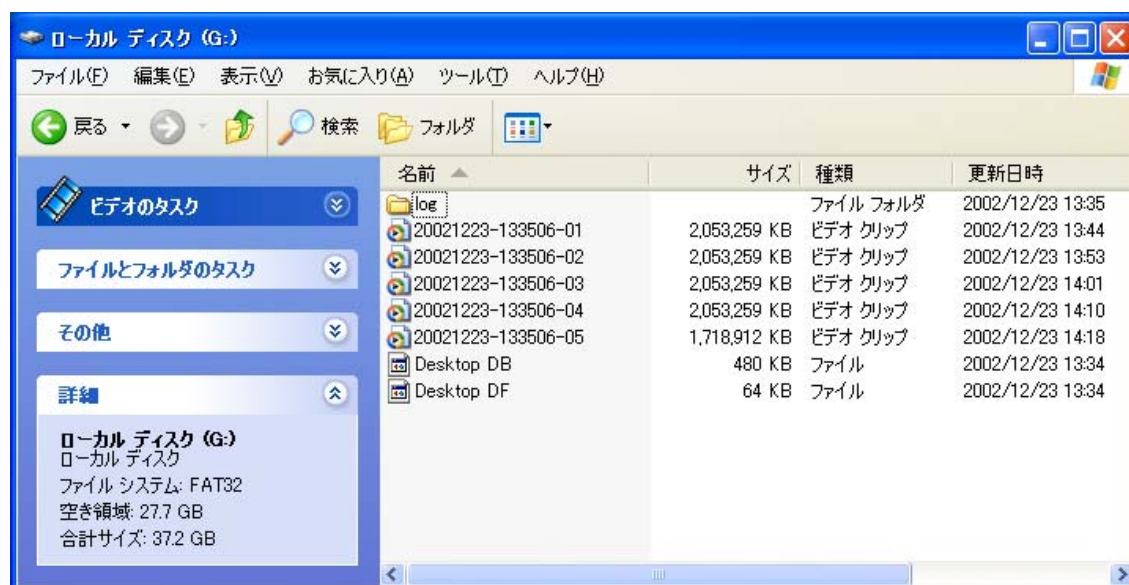 ローカル ディスク (G:)
ファイル(F) 編集(E) 表示(V) お気に入り(A) ツール(T) ヘルプ(H)
戻る 検索 フォルダ
名前 サイズ 種類 更新日時
log ファイル フォルダ 2002/12/23 13:35
20021223-133506-01 2,053,259 KB ビデオ クリップ 2002/12/23 13:44
20021223-133506-02 2,053,259 KB ビデオ クリップ 2002/12/23 13:53
20021223-133506-03 2,053,259 KB ビデオ クリップ 2002/12/23 14:01
20021223-133506-04 2,053,259 KB ビデオ クリップ 2002/12/23 14:10
20021223-133506-05 1,718,912 KB ビデオ クリップ 2002/12/23 14:18
Desktop DB 480 KB ファイル 2002/12/23 13:34
Desktop DF 64 KB ファイル 2002/12/23 13:34
ビデオのタスク
ファイルとフォルダのタスク
その他
詳細
ローカル ディスク (G:)
ローカル ディスク
ファイル システム: FAT32
空き領域: 27.7 GB
合計サイズ: 37.2 GB